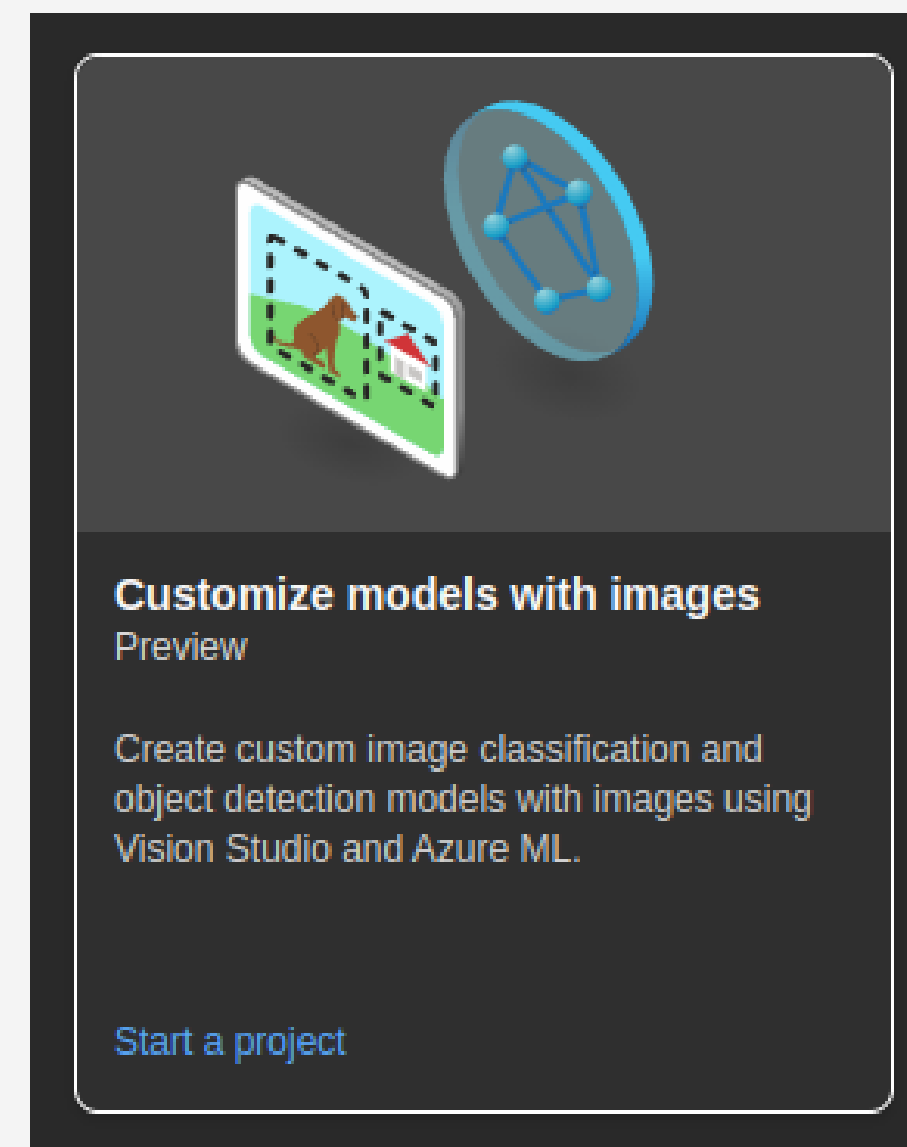 Customize models with images
Preview
Create custom image classification and
object detection models with images using
Vision Studio and Azure ML.
Start a project